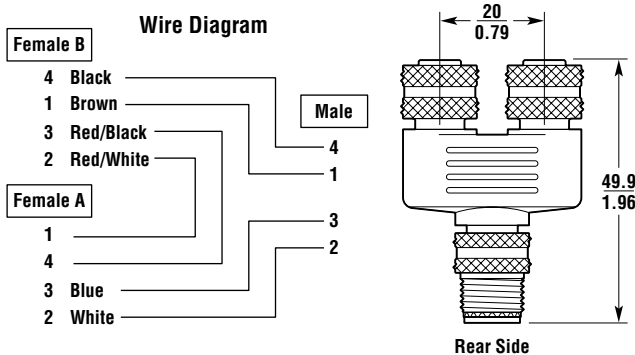 Wire Diagram
Female B
4 Black
1 Brown
3 Red/Black
2 Red/White
Female A
1
4
3 Blue
2 White
Male
4
1
3
2
20
0.79
49.9
1.96
Rear Side